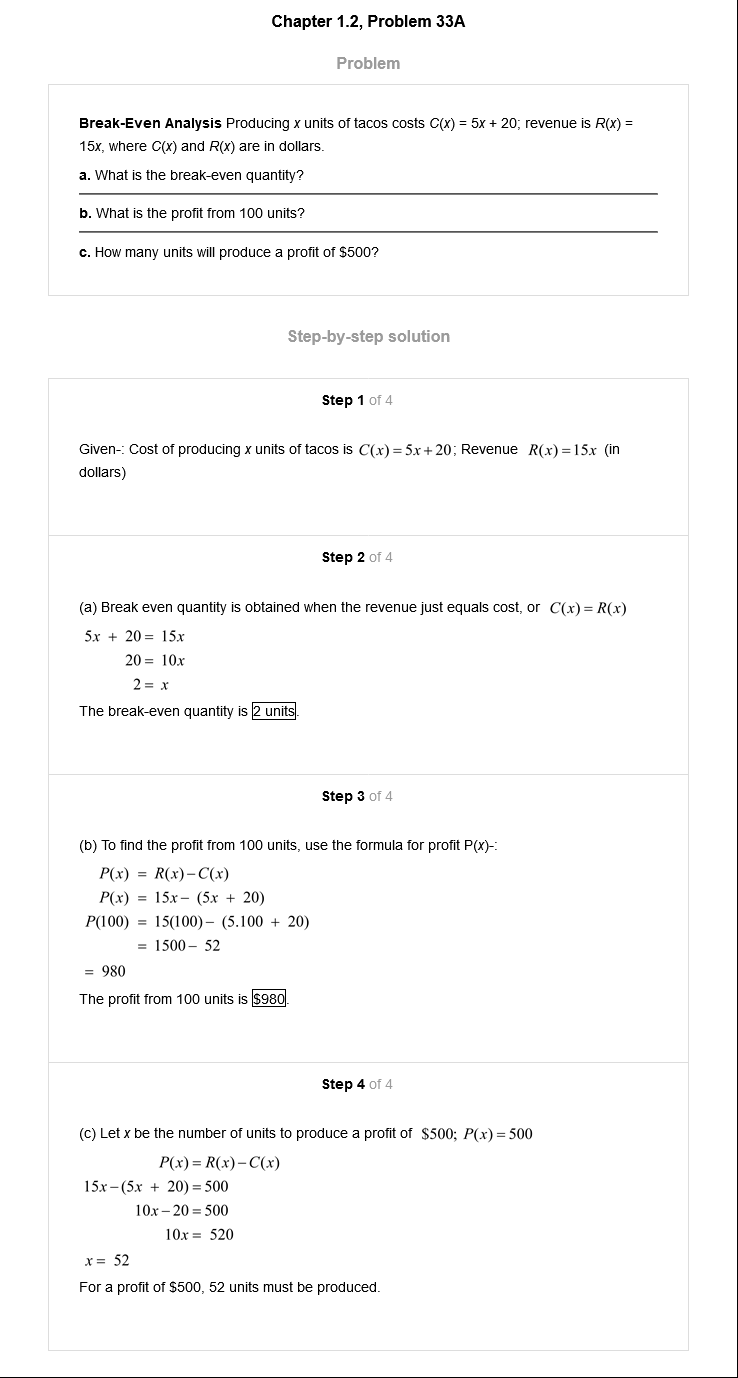 Chapter 1.2, Problem 33A
Problem
Break-Even Analysis Producing x units of tacos costs C(x) = 5x + 20; revenue is R(x) =
15x, where C(x) and R(x) are in dollars.
a. What is the break-even quantity?
b. What is the profit from 100 units?
c. How many units will produce a profit of $500?
Step-by-step solution
Step 1 of 4
Given-: Cost of producing x units of tacos is C(x) = 5x + 20; Revenue R(x) = 15x (in
dollars)
Step 2 of 4
(a) Break even quantity is obtained when the revenue just equals cost, or C(x) = R(x)
5x + 20 = 15x
20 = 10x
2 = x
The break-even quantity is 2 units.
Step 3 of 4
(b) To find the profit from 100 units, use the formula for profit P(x)-:
P(x) = R(x) – C(x)
P(x) = 15x – (5x + 20)
P(100) = 15(100) – (5.100 + 20)
= 1500 – 52
= 980
The profit from 100 units is $980.
Step 4 of 4
(c) Let x be the number of units to produce a profit of $500; P(x) = 500
P(x) = R(x) – C(x)
15x – (5x + 20) = 500
10x – 20 = 500
10x = 520
x = 52
For a profit of $500, 52 units must be produced.